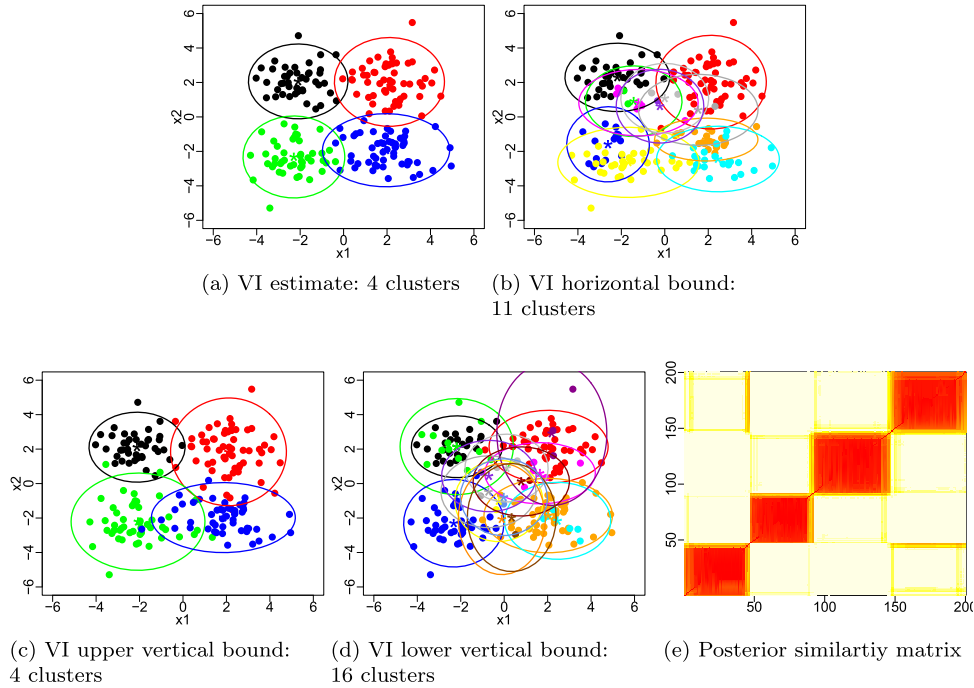 6
4
2
0
−2
−4
−6
x2
−6 −4 −2 0 2 4 6
x1
6
4
2
0
−2
−4
−6
x2
−6 −4 −2 0 2 4 6
x1
(a) VI estimate: 4 clusters
(b) VI horizontal bound:
11 clusters
6
4
2
0
−2
−4
−6
x2
−6 −4 −2 0 2 4 6
x1
6
4
2
0
−2
−4
−6
x2
−6 −4 −2 0 2 4 6
x1
200
150
100
50
50 100 150 200
(c) VI upper vertical bound:
4 clusters
(d) VI lower vertical bound:
16 clusters
(e) Posterior similartiy matrix